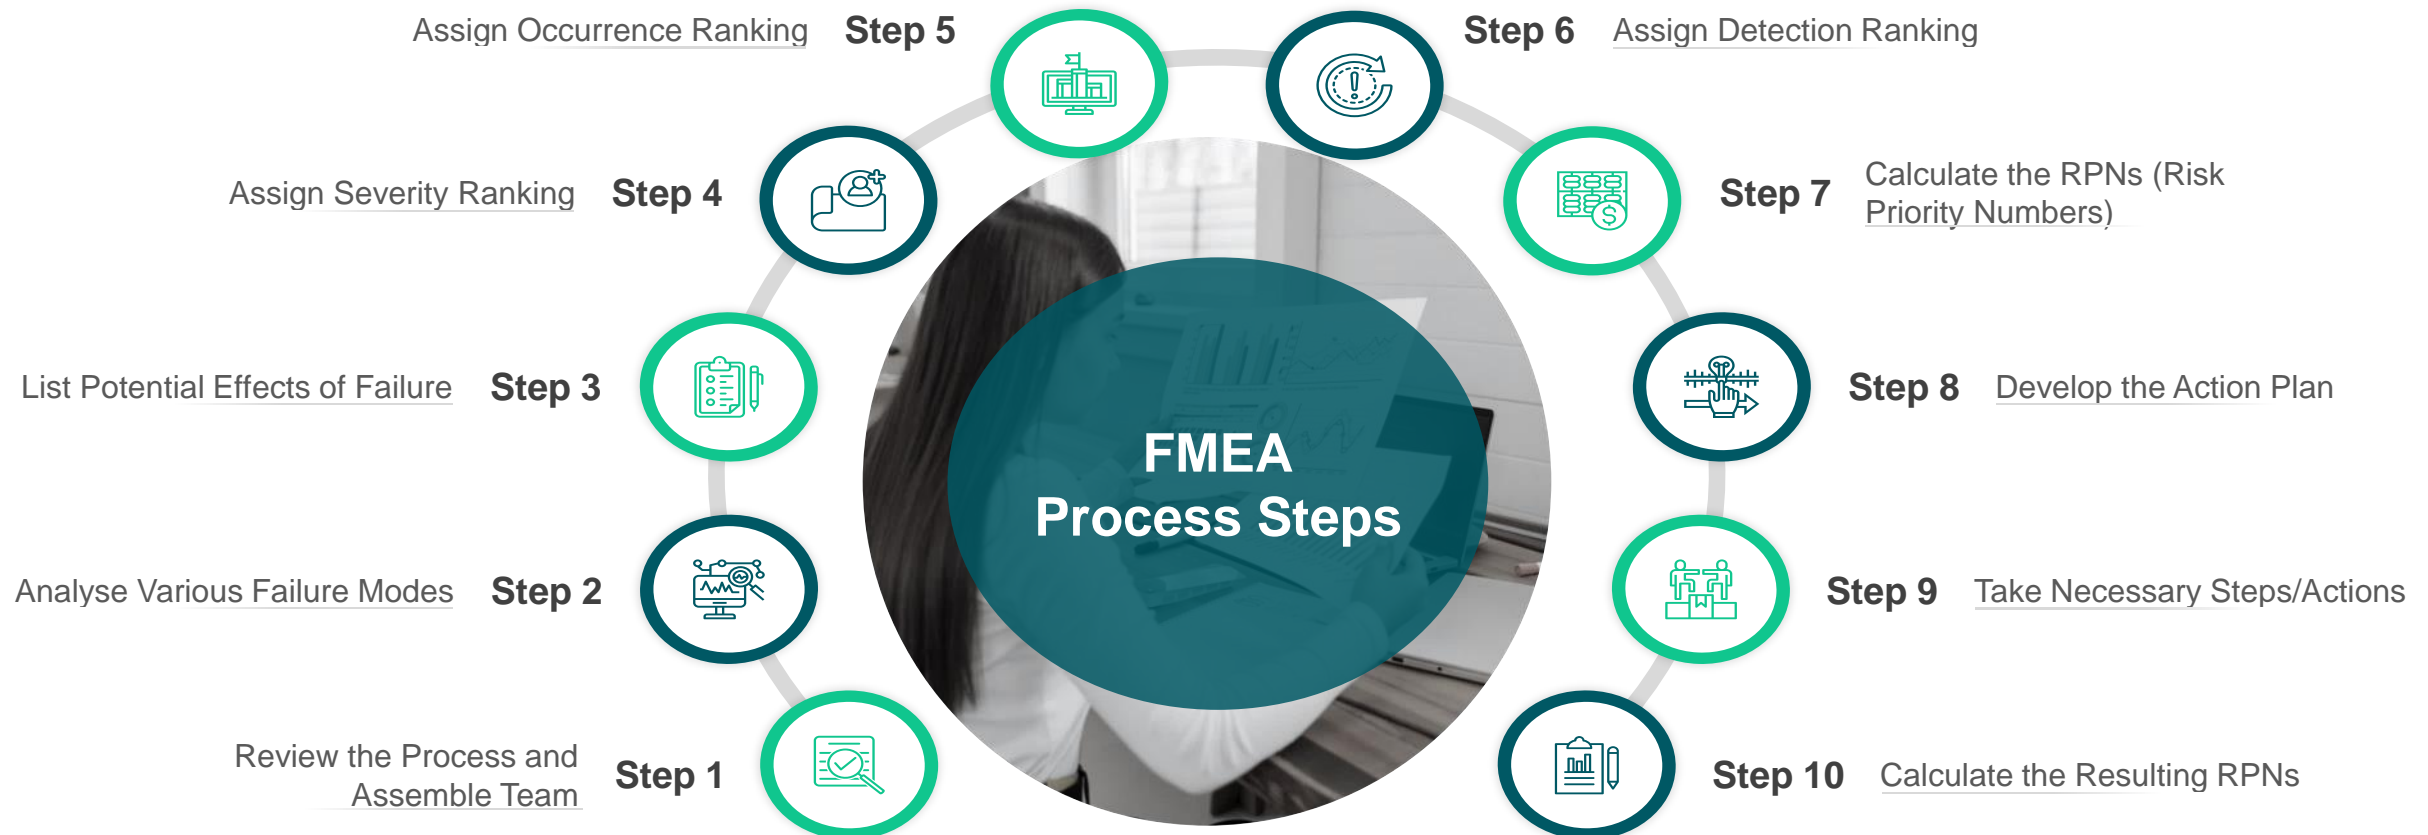 Assign Occurrence Ranking
Step 5
Step 6
Assign Detection Ranking
Assign Severity Ranking
Step 4
Step 7
Calculate the RPNs (Risk
Priority Numbers)
List Potential Effects of Failure
Step 3
Step 8
Develop the Action Plan
FMEA
Process Steps
Analyse Various Failure Modes
Step 2
Step 9
Take Necessary Steps/Actions
Review the Process and
Assemble Team
Step 1
Step 10
Calculate the Resulting RPNs